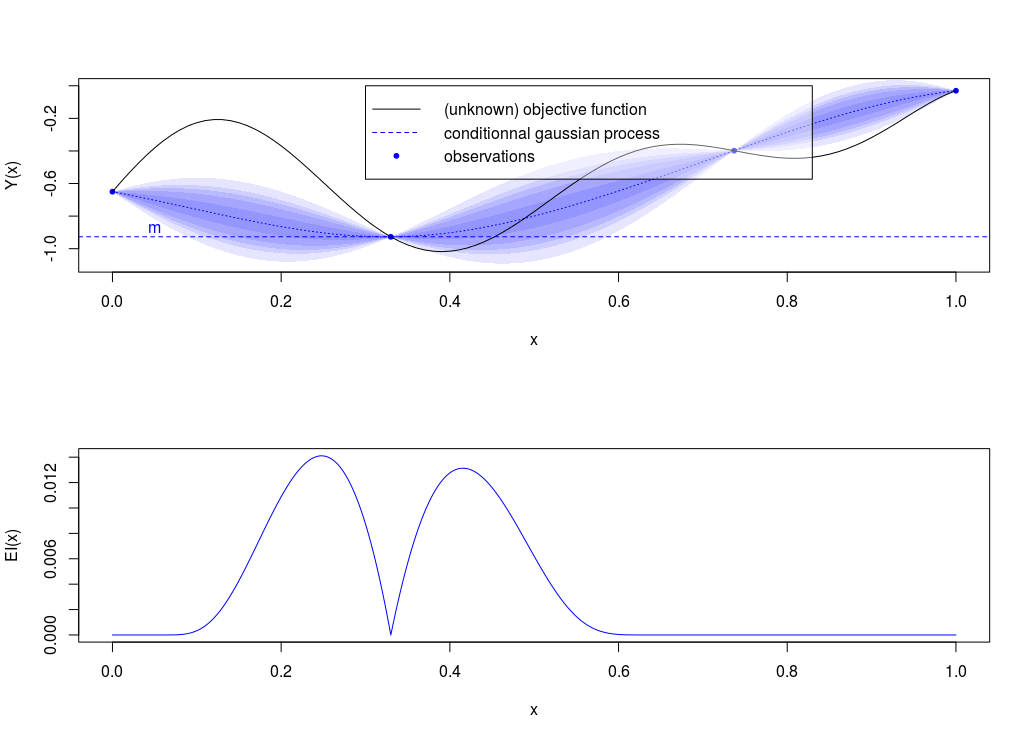 Y(x)
-0.2
-0.6
-1.0
(unknown) objective function
conditionnal gaussian process
observations
m
0.0 0.2 0.4 0.6 0.8 1.0
x
EI(x)
0.012
0.006
0.000
0.0 0.2 0.4 0.6 0.8 1.0
x